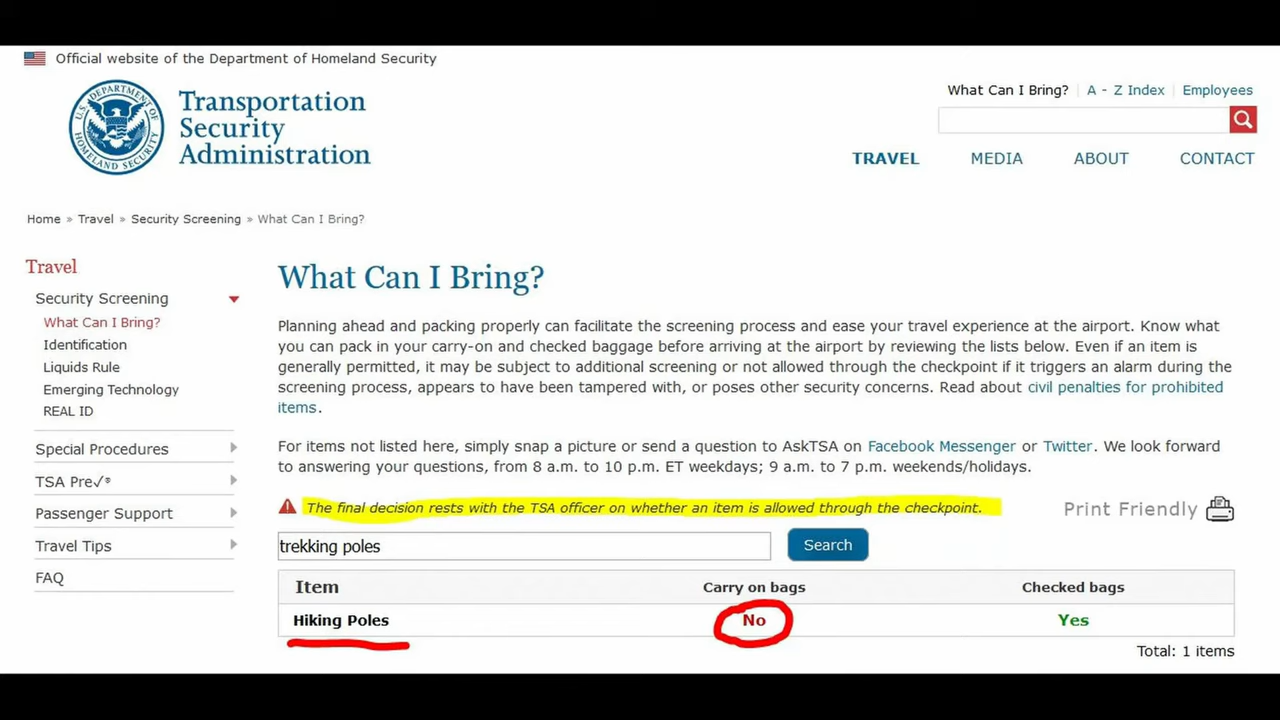 Official website of the Department of Homeland Security
U.S. DEPARTMENT OF HOMELAND SECURITY
Transportation
Security
Administration
What Can I Bring? | A - Z Index | Employees
TRAVEL MEDIA ABOUT CONTACT
Home » Travel » Security Screening » What Can I Bring?
Travel
Security Screening
What Can I Bring?
Identification
Liquids Rule
Emerging Technology
REAL ID
Special Procedures
TSA Pre✓®
Passenger Support
Travel Tips
FAQ
What Can I Bring?
Planning ahead and packing properly can facilitate the screening process and ease your travel experience at the airport. Know what
you can pack in your carry-on and checked baggage before arriving at the airport by reviewing the lists below. Even if an item is
generally permitted, it may be subject to additional screening or not allowed through the checkpoint if it triggers an alarm during the
screening process, appears to have been tampered with, or poses other security concerns. Read about civil penalties for prohibited
items.
For items not listed here, simply snap a picture or send a question to AskTSA on Facebook Messenger or Twitter. We look forward
to answering your questions, from 8 a.m. to 10 p.m. ET weekdays; 9 a.m. to 7 p.m. weekends/holidays.
The final decision rests with the TSA officer on whether an item is allowed through the checkpoint.
Print Friendly
trekking poles
Search
Item Carry on bags Checked bags
Hiking Poles No Yes
Total: 1 items